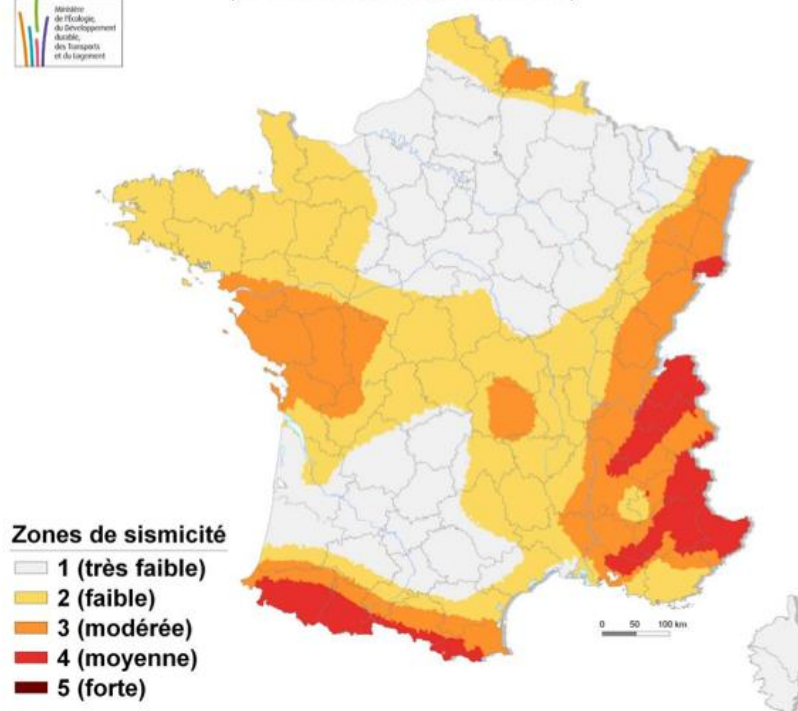 Ministère
de l'Écologie,
du Développement
durable,
des Transports
et du Logement
Zones de sismicité
1 (très faible)
2 (faible)
3 (modérée)
4 (moyenne)
5 (forte)
0 50 100 km